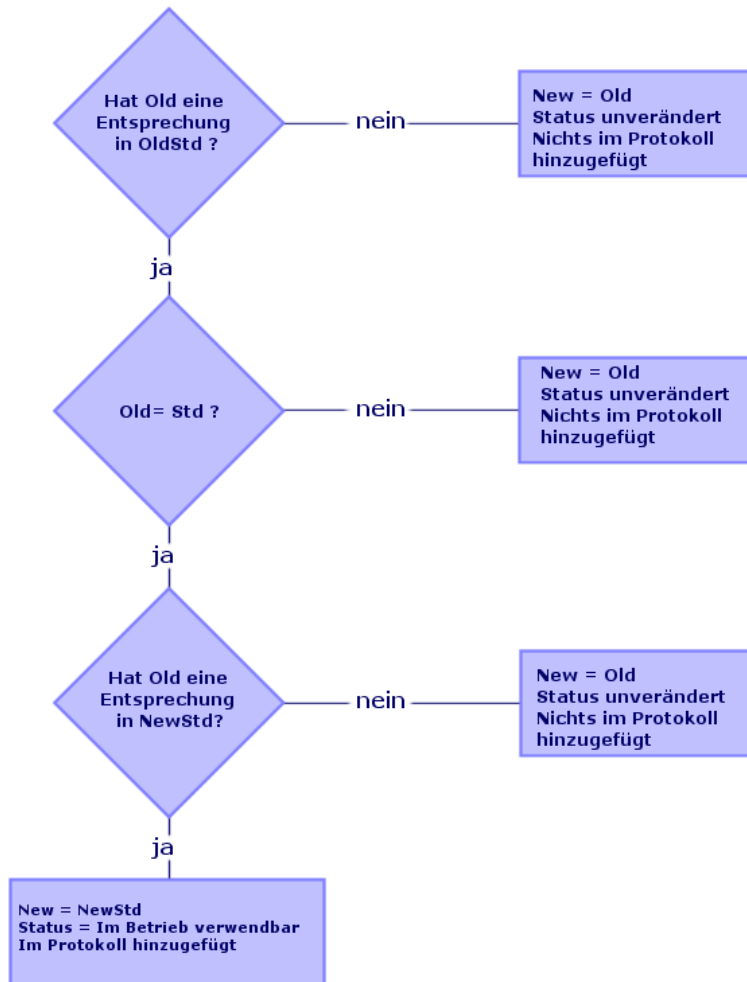 Hat Old eine
Entsprechung
in OldStd ?
nein
New = Old
Status unverändert
Nichts im Protokoll
hinzugefügt
ja
Old= Std ?
nein
New = Old
Status unverändert
Nichts im Protokoll
hinzugefügt
ja
Hat Old eine
Entsprechung
in NewStd?
nein
New = Old
Status unverändert
Nichts im Protokoll
hinzugefügt
ja
New = NewStd
Status = Im Betrieb verwendbar
Im Protokoll hinzugefügt